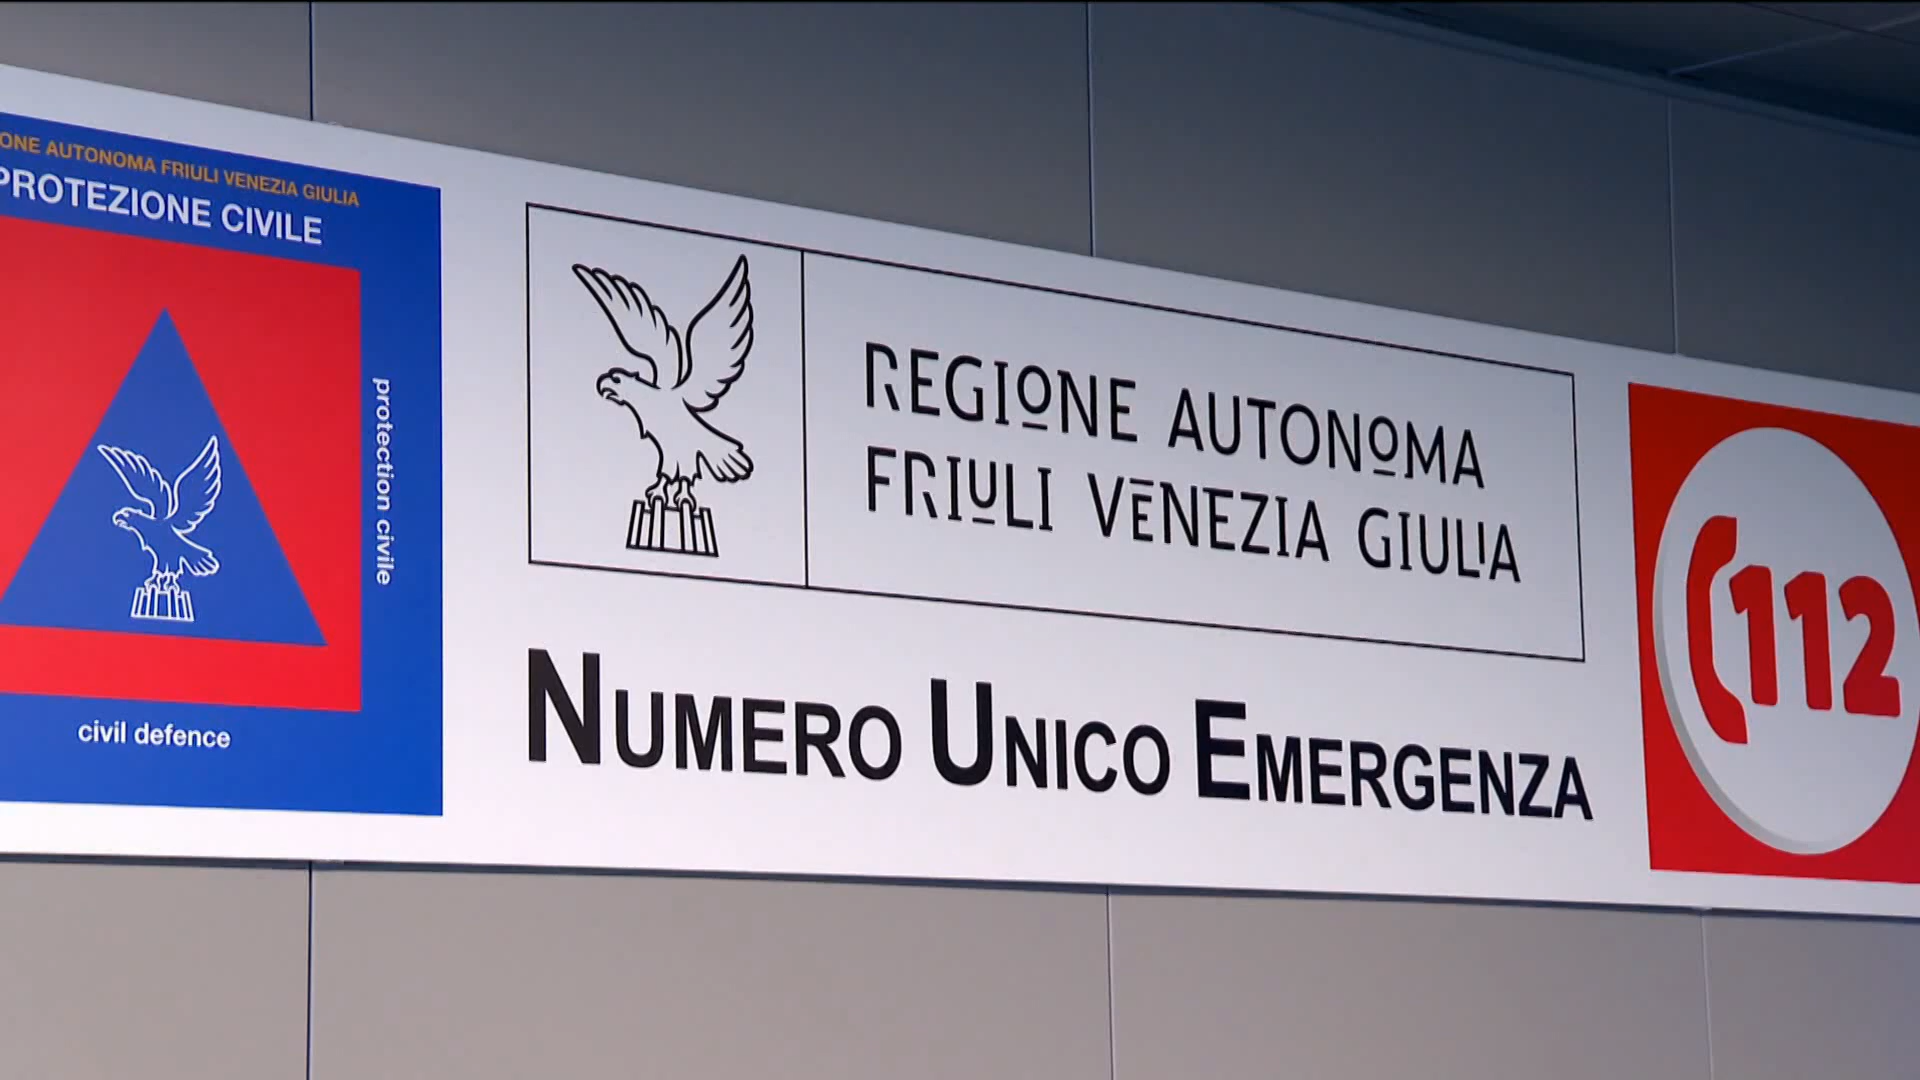 ONE AUTONOMA FRIULI VENEZIA GIULIA
PROTEZIONE CIVILE
protection civile
civil defence
REGIONE AUTONOMA
FRIULI VENEZIA GIULIA
NUMERO UNICO EMERGENZA
112